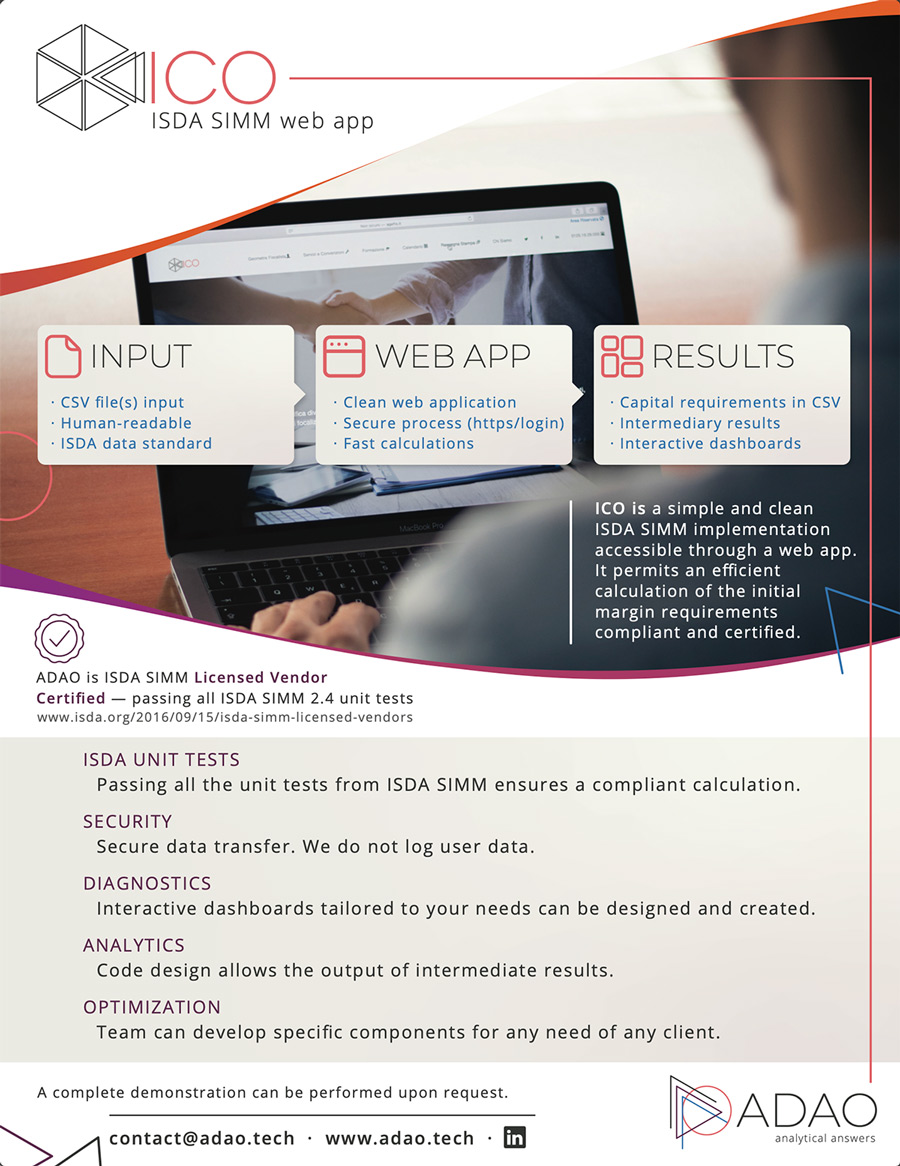 ICO
ISDA SIMM web app
ICO
INPUT
· CSV file(s) input
· Human-readable
· ISDA data standard
WEB APP
· Clean web application
· Secure process (https/login)
· Fast calculations
RESULTS
· Capital requirements in CSV
· Intermediary results
· Interactive dashboards
MacBook Pro
ICO is a simple and clean
ISDA SIMM implementation
accessible through a web app.
It permits an efficient
calculation of the initial
margin requirements
compliant and certified.
ADAO is ISDA SIMM Licensed Vendor
Certified — passing all ISDA SIMM 2.4 unit tests
www.isda.org/2016/09/15/isda-simm-licensed-vendors
ISDA UNIT TESTS
Passing all the unit tests from ISDA SIMM ensures a compliant calculation.
SECURITY
Secure data transfer. We do not log user data.
DIAGNOSTICS
Interactive dashboards tailored to your needs can be designed and created.
ANALYTICS
Code design allows the output of intermediate results.
OPTIMIZATION
Team can develop specific components for any need of any client.
A complete demonstration can be performed upon request.
contact@adao.tech · www.adao.tech · in
ADAO
analytical answers